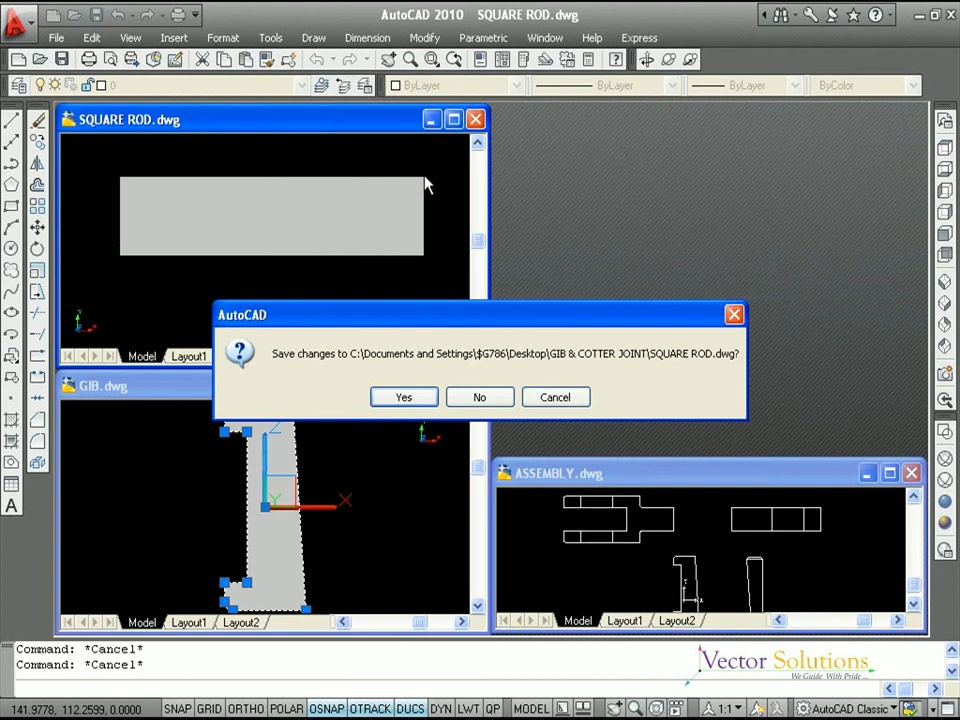 AutoCAD 2010 SQUARE ROD.dwg
File Edit View Insert Format Tools Draw Dimension Modify Parametric Window Help Express
0 ByLayer ByLayer ByLayer ByColor
SQUARE ROD.dwg
Model Layout1
AutoCAD
Save changes to C:\Documents and Settings\$G786\Desktop\GIB & COTTER JOINT\SQUARE ROD.dwg?
Yes No Cancel
GIB.dwg
Z
Y X
Model Layout1 Layout2
ASSEMBLY.dwg
Model Layout1 Layout2
A
Command: *Cancel*
Command: *Cancel*
Vector Solutions
We Guide With Pride ...
141.9778, 112.2599, 0.0000 SNAP GRID ORTHO POLAR OSNAP OTRACK DUCS DYN LWT QP MODEL 1:1 AutoCAD Classic